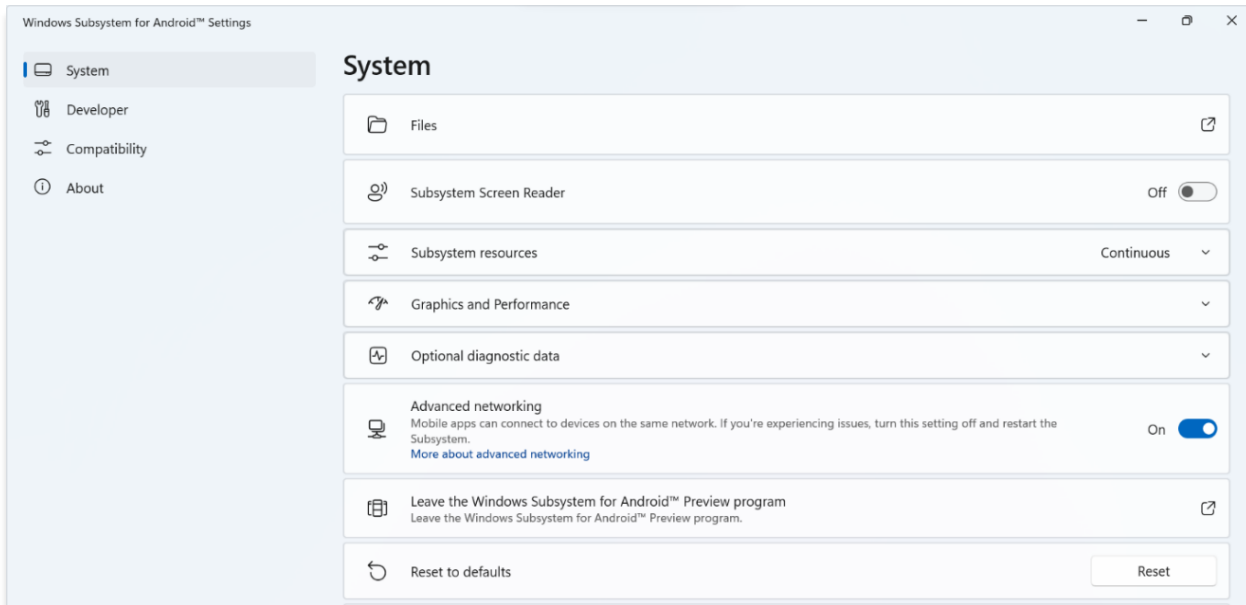 Windows Subsystem for Android™ Settings
System
Developer
Compatibility
About
System
Files
Subsystem Screen Reader
Off
Subsystem resources
Continuous
Graphics and Performance
Optional diagnostic data
Advanced networking
Mobile apps can connect to devices on the same network. If you're experiencing issues, turn this setting off and restart the
Subsystem.
More about advanced networking
On
Leave the Windows Subsystem for Android™ Preview program
Leave the Windows Subsystem for Android™ Preview program.
Reset to defaults
Reset